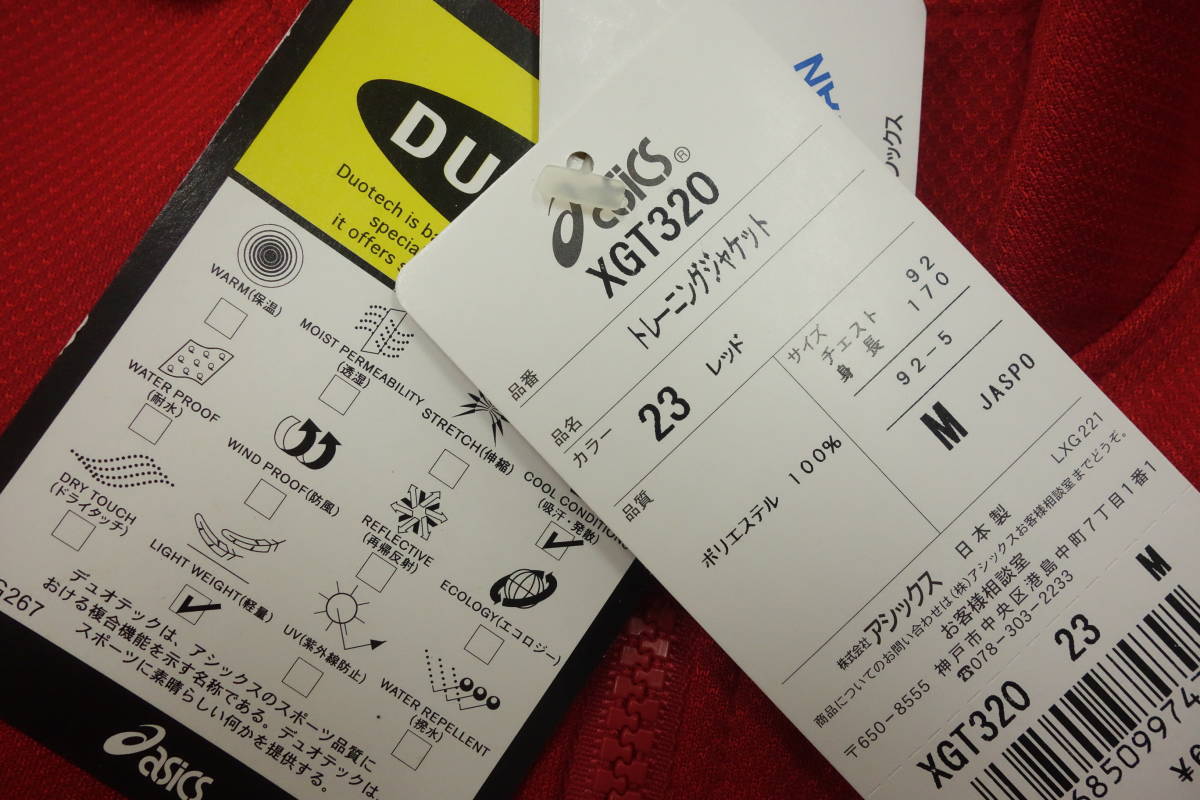 DU
Duotech is ba
specia
it offers s
WARM(保温)
MOIST PERMEABILITY
(透湿)
STRETCH(伸縮)
COOL CONDITIONING
(吸汗・発散)
WATER PROOF
(耐水)
WIND PROOF(防風)
REFLECTIVE
(再帰反射)
ECOLOGY(エコロジー)
DRY TOUCH
(ドライタッチ)
LIGHT WEIGHT(軽量)
UV(紫外線防止)
WATER REPELLENT
(撥水)
G267
デュオテックは、アシックスのスポーツ品質に
おける複合機能を示す名称である。デュオテックは、
スポーツに素晴らしい何かを提供する。
asics
asics®
品番
XGT320
品名
トレーニングジャケット
カラー
23 レッド
サイズ
チェスト 92
身長 170
92-5
M JASPO
品質
ポリエステル 100%
LXG221
日本製
株式会社アシックス
商品についてのお問い合わせは(株)アシックスお客様相談室までどうぞ。
お客様相談室
〒650-8555 神戸市中央区港島中町7丁目1番1
☎078-303-2233
XGT320 23 M
68509974
¥6
ックス